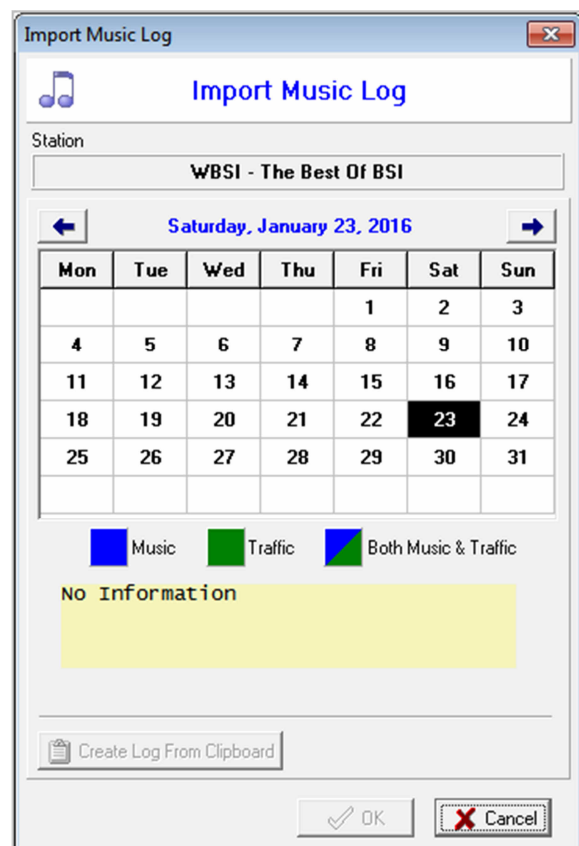 Import Music Log
Import Music Log
Station
WBSI - The Best Of BSI
Saturday, January 23, 2016
Mon Tue Wed Thu Fri Sat Sun
1 2 3
4 5 6 7 8 9 10
11 12 13 14 15 16 17
18 19 20 21 22 23 24
25 26 27 28 29 30 31
Music Traffic Both Music & Traffic
No Information
Create Log From Clipboard
OK Cancel